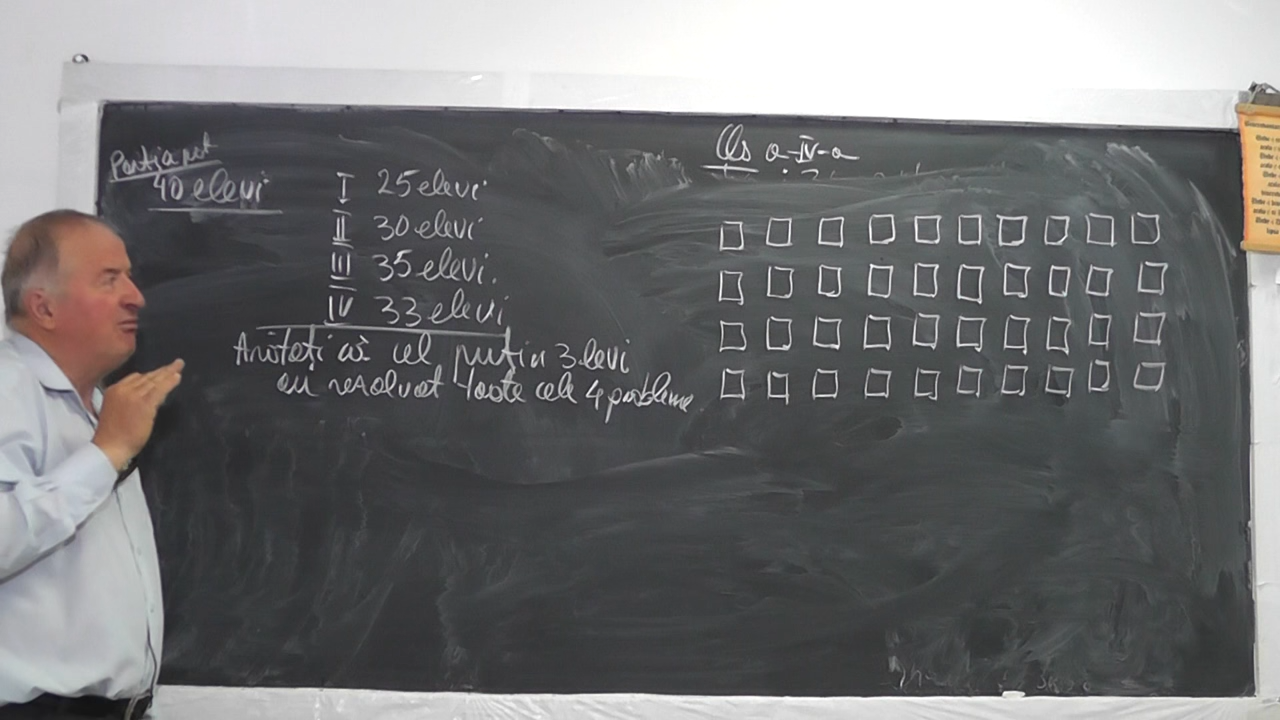 Participat
40 elevi
I 25 elevi
II 30 elevi
III 35 elevi.
IV 33 elevi
Arătați că cel puțin 3 elevi
au rezolvat toate cele 4 probleme.
Cls a-IV-a